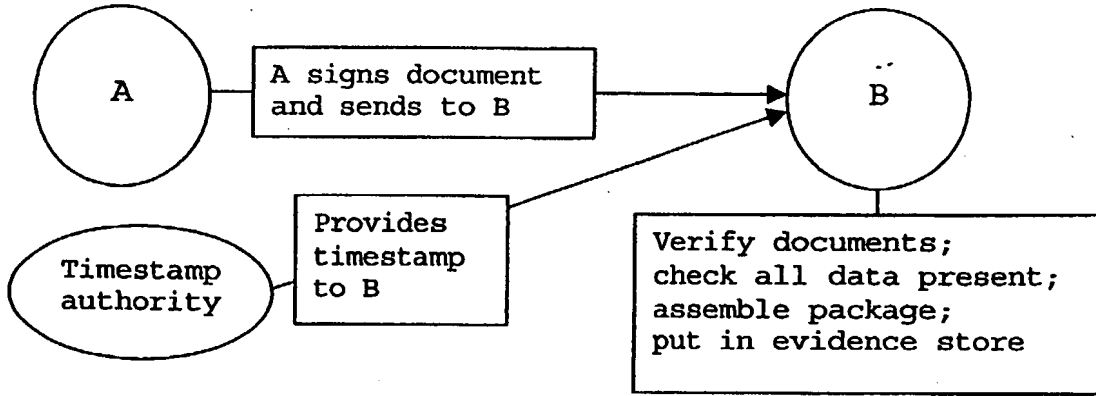 A
A signs document
and sends to B
B
Timestamp
authority
Provides
timestamp
to B
Verify documents;
check all data present;
assemble package;
put in evidence store